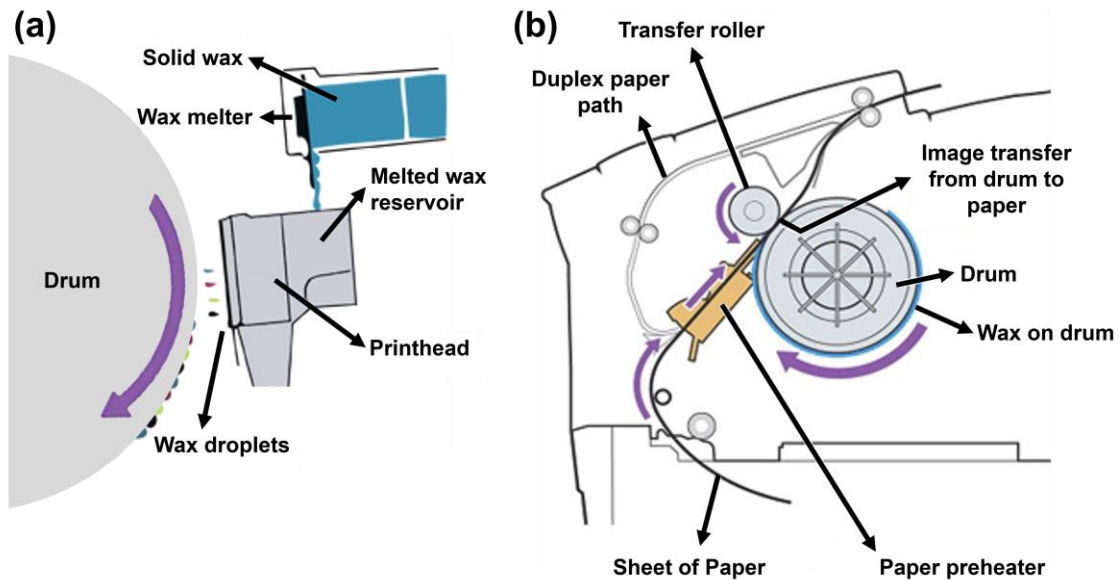 (a)
Solid wax
Wax melter
Melted wax
reservoir
Drum
Printhead
Wax droplets
(b)
Transfer roller
Duplex paper
path
Image transfer
from drum to
paper
Drum
Wax on drum
Sheet of Paper
Paper preheater